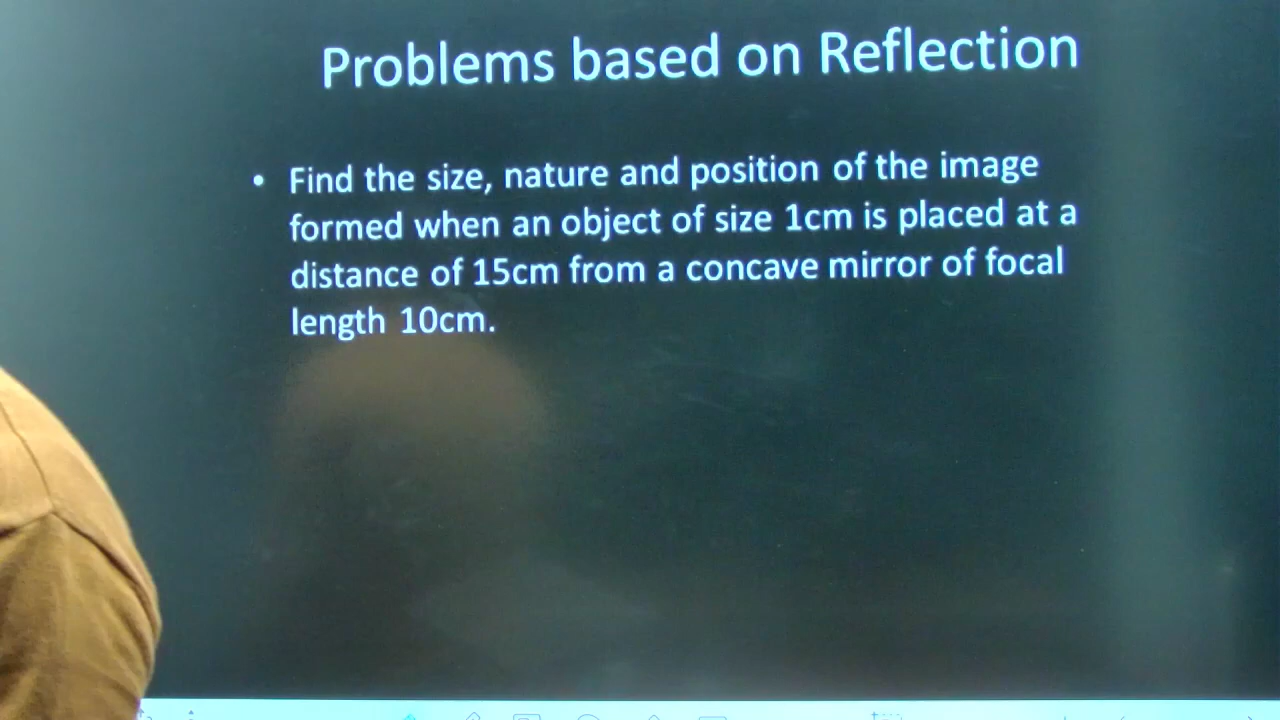 Problems based on Reflection
• Find the size, nature and position of the image
formed when an object of size 1cm is placed at a
distance of 15cm from a concave mirror of focal
length 10cm.